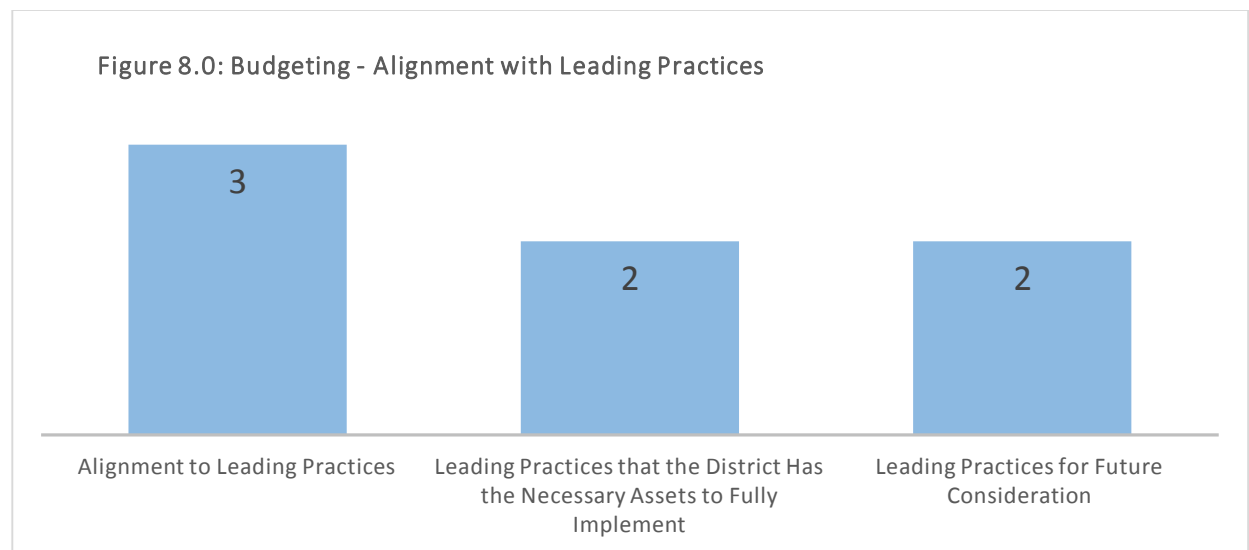 Figure 8.0: Budgeting - Alignment with Leading Practices
3
2
2
Alignment to Leading Practices
Leading Practices that the District Has
the Necessary Assets to Fully
Implement
Leading Practices for Future
Consideration